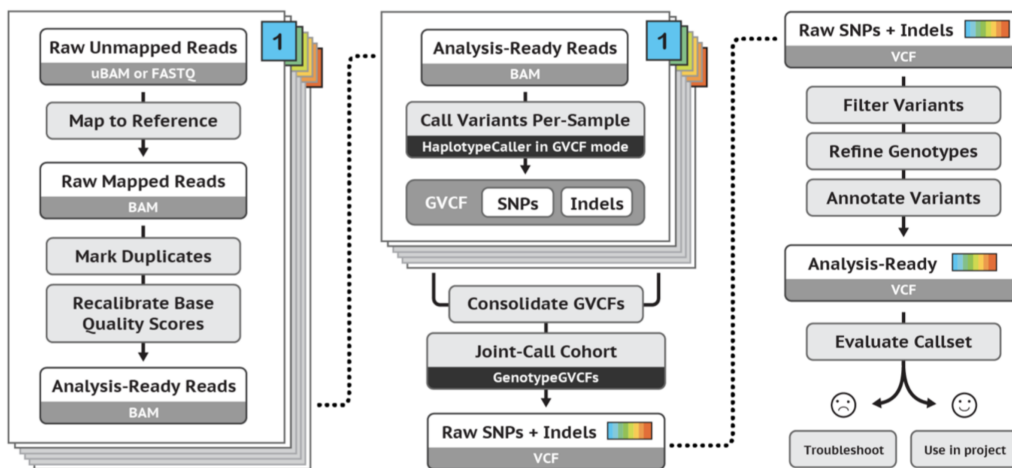 1
Raw Unmapped Reads
uBAM or FASTQ
Map to Reference
Raw Mapped Reads
BAM
Mark Duplicates
Recalibrate Base
Quality Scores
Analysis-Ready Reads
BAM
1
Analysis-Ready Reads
BAM
Call Variants Per-Sample
HaplotypeCaller in GVCF mode
GVCF SNPs Indels
Consolidate GVCFs
Joint-Call Cohort
GenotypeGVCFs
Raw SNPs + Indels
VCF
Raw SNPs + Indels
VCF
Filter Variants
Refine Genotypes
Annotate Variants
Analysis-Ready
VCF
Evaluate Callset
Troubleshoot Use in project